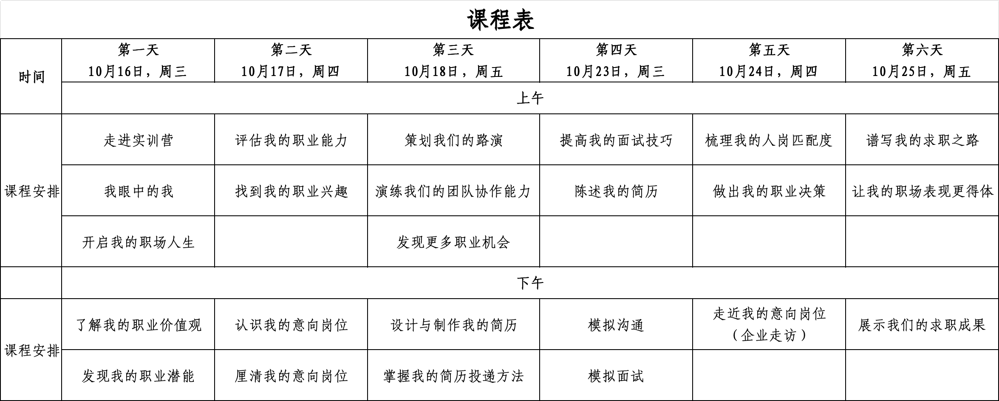 课程表
时间
第一天
10月16日，周三
第二天
10月17日，周四
第三天
10月18日，周五
第四天
10月23日，周三
第五天
10月24日，周四
第六天
10月25日，周五
上午
课程安排
走进实训营
评估我的职业能力
策划我们的路演
提高我的面试技巧
梳理我的人岗匹配度
谱写我的求职之路
我眼中的我
找到我的职业兴趣
演练我们的团队协作能力
陈述我的简历
做出我的职业决策
让我的职场表现更得体
开启我的职场人生
发现更多职业机会
下午
课程安排
了解我的职业价值观
认识我的意向岗位
设计与制作我的简历
模拟沟通
走近我的意向岗位
（企业走访）
展示我们的求职成果
发现我的职业潜能
厘清我的意向岗位
掌握我的简历投递方法
模拟面试